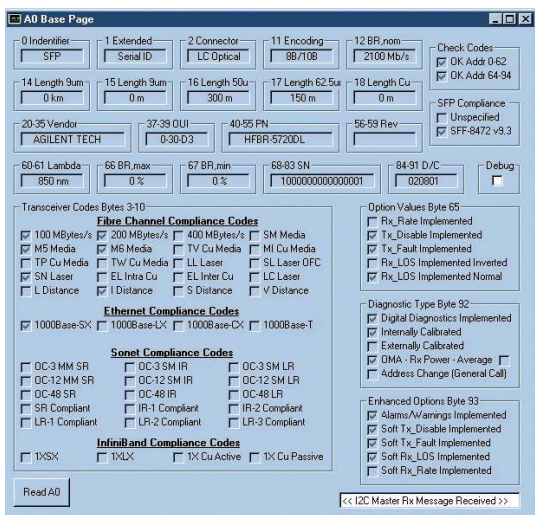 A0 Base Page
0 Indentifier
SFP
1 Extended
Serial ID
2 Connector
LC Optical
11 Encoding
8B/10B
12 BR,nom
2100 Mb/s
Check Codes
OK Addr 0-62
OK Addr 64-94
14 Length 9um
0 km
15 Length 9um
0 m
16 Length 50u
300 m
17 Length 62.5u
150 m
18 Length Cu
0 m
SFP Compliance
Unspecified
SFF-8472 v9.3
20-35 Vendor
AGILENT TECH
37-39 OUI
0-30-D3
40-55 PN
HFBR-5720DL
56-59 Rev
60-61 Lambda
850 nm
66 BR,max
0 %
67 BR,min
0 %
68-83 SN
1000000000000001
84-91 D/C
020801
Debug
Transceiver Codes Bytes 3-10
Fibre Channel Compliance Codes
100 MBytes/s 200 MBytes/s 400 MBytes/s SM Media
M5 Media M6 Media TV Cu Media MI Cu Media
TP Cu Media TW Cu Media LL Laser SL Laser OFC
SN Laser EL Intra Cu EL Inter Cu LC Laser
L Distance I Distance S Distance V Distance
Ethernet Compliance Codes
1000Base-SX 1000Base-LX 1000Base-CX 1000Base-T
Sonet Compliance Codes
OC-3 MM SR OC-3 SM IR OC-3 SM LR
OC-12 MM SR OC-12 SM IR OC-12 SM LR
OC-48 SR OC-48 IR OC-48 LR
SR Compliant IR-1 Compliant IR-2 Compliant
LR-1 Compliant LR-2 Compliant LR-3 Compliant
InfiniBand Compliance Codes
1XSX 1XLX 1X Cu Active 1X Cu Passive
Option Values Byte 65
Rx_Rate Implemented
Tx_Disable Implemented
Tx_Fault Implemented
Rx_LOS Implemented Inverted
Rx_LOS Implemented Normal
Diagnostic Type Byte 92
Digital Diagnostics Implemented
Internally Calibrated
Externally Calibrated
OMA - Rx Power - Average
Address Change (General Call)
Enhanced Options Byte 93
Alarms/Warnings Implemented
Soft Tx_Disable Implemented
Soft Tx_Fault Implemented
Soft Rx_LOS Implemented
Soft Rx_Rate Implemented
Read A0
<< I2C Master Rx Message Received >>